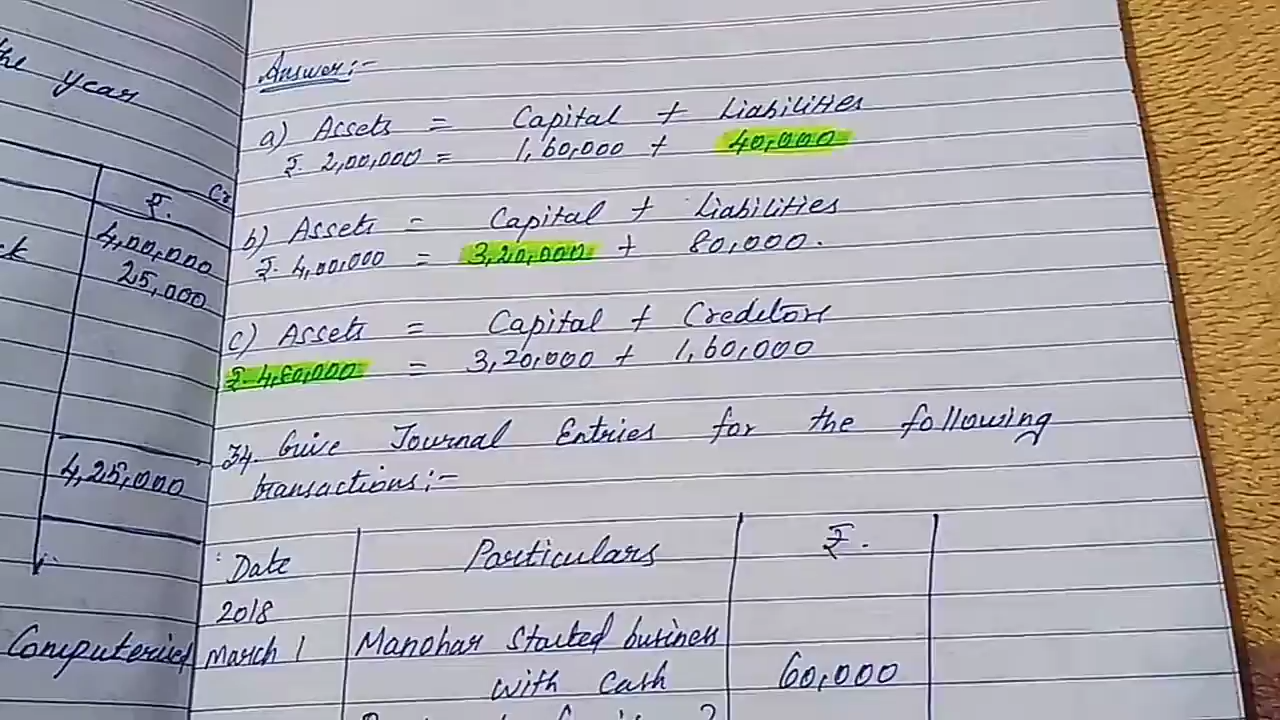 the year
Cr
₹.
ck
4,00,000
25,000
4,25,000
Answer:-
a) Assets = Capital + Liabilities
₹. 2,00,000 = 1,60,000 + 40,000
b) Assets = Capital + Liabilities
₹. 4,00,000 = 3,20,000 + 80,000.
c) Assets = Capital + Creditors
₹. 4,80,000 = 3,20,000 + 1,60,000
34. Give Journal Entries for the following
transactions:-
Date Particulars ₹.
2018
March 1 Manohar Started business
with Cash 60,000